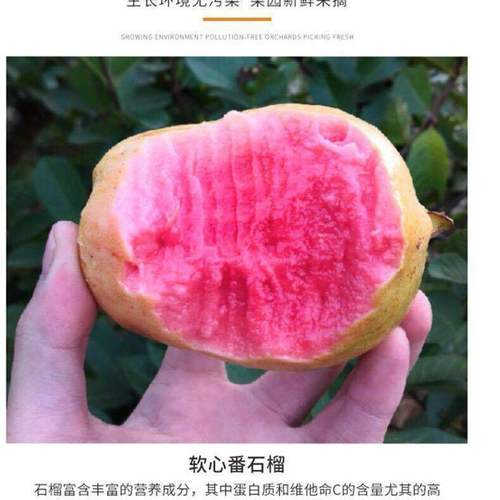 生长环境无污染 果园新鲜采摘
GROWING ENVIRONMENT POLLUTION-FREE ORCHARDS PICKING FRESH
软心番石榴
石榴富含丰富的营养成分，其中蛋白质和维他命C的含量尤其的高